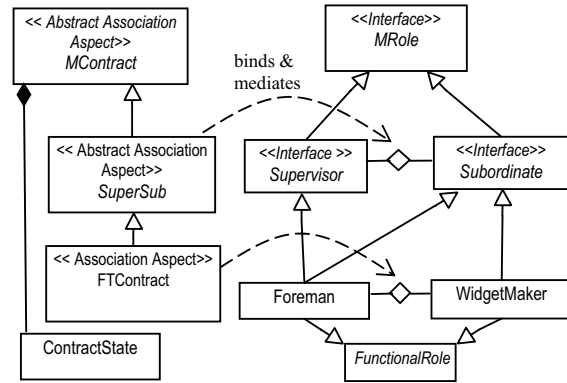 << Abstract Association
Aspect>>
MContract
<<Interface>>
MRole
binds &
mediates
<< Abstract Association
Aspect>>
SuperSub
<<Interface >>
Supervisor
<<Interface>>
Subordinate
<< Association Aspect>>
FTContract
Foreman
WidgetMaker
ContractState
FunctionalRole